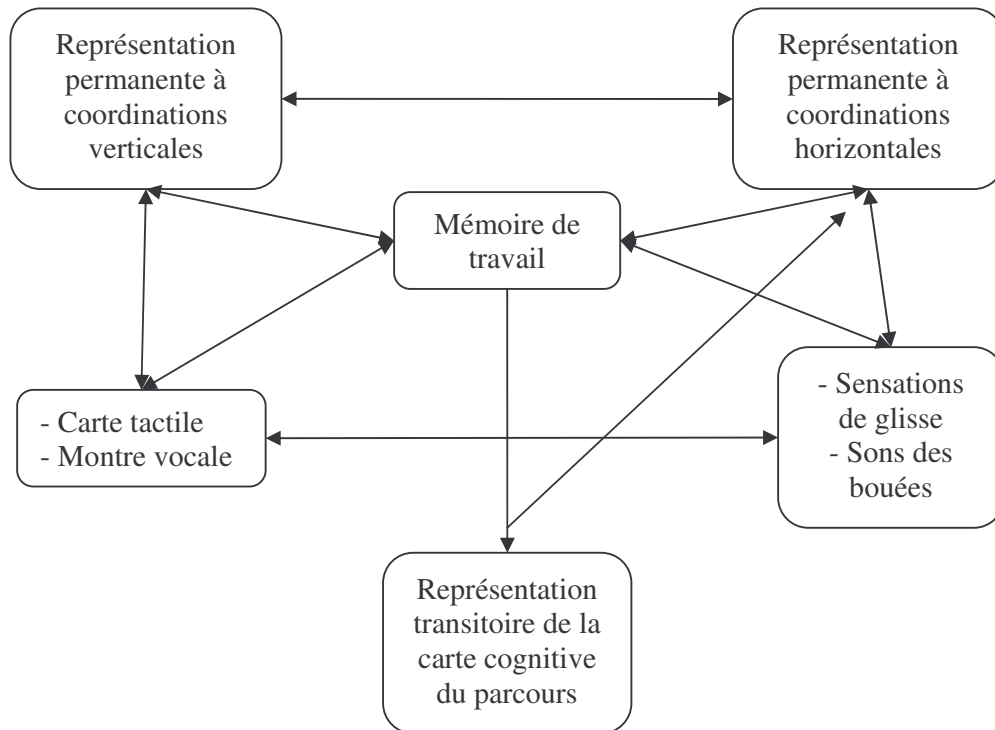 Représentation
permanente à
coordinations
verticales
Représentation
permanente à
coordinations
horizontales
Mémoire de
travail
- Carte tactile
- Montre vocale
- Sensations
de glisse
- Sons des
bouées
Représentation
transitoire de la
carte cognitive
du parcours